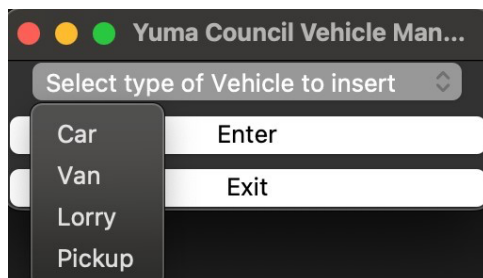 Yuma Council Vehicle Man...
Select type of Vehicle to insert
Car
Enter
Van
Exit
Lorry
Pickup